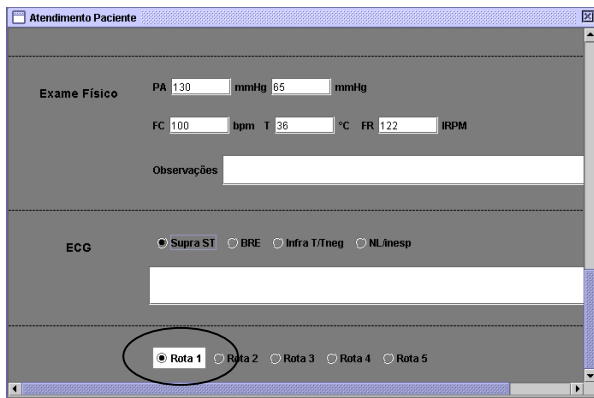 Atendimento Paciente
Exame Físico
PA 130 mmHg 65 mmHg
FC 100 bpm T 36 °C FR 122 IRPM
Observações
ECG
Supra ST BRE Infra T/Tneg NL/inesp
Rota 1 Rota 2 Rota 3 Rota 4 Rota 5